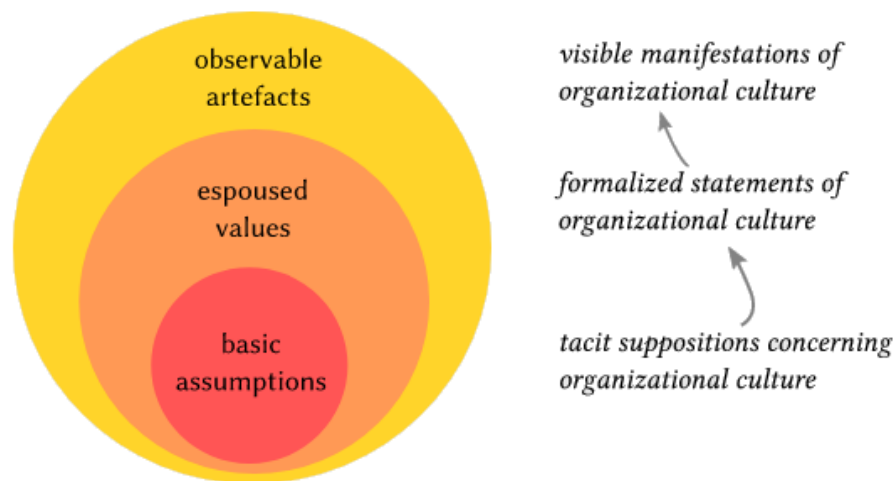 observable
artefacts
espoused
values
basic
assumptions
visible manifestations of
organizational culture
formalized statements of
organizational culture
tacit suppositions concerning
organizational culture